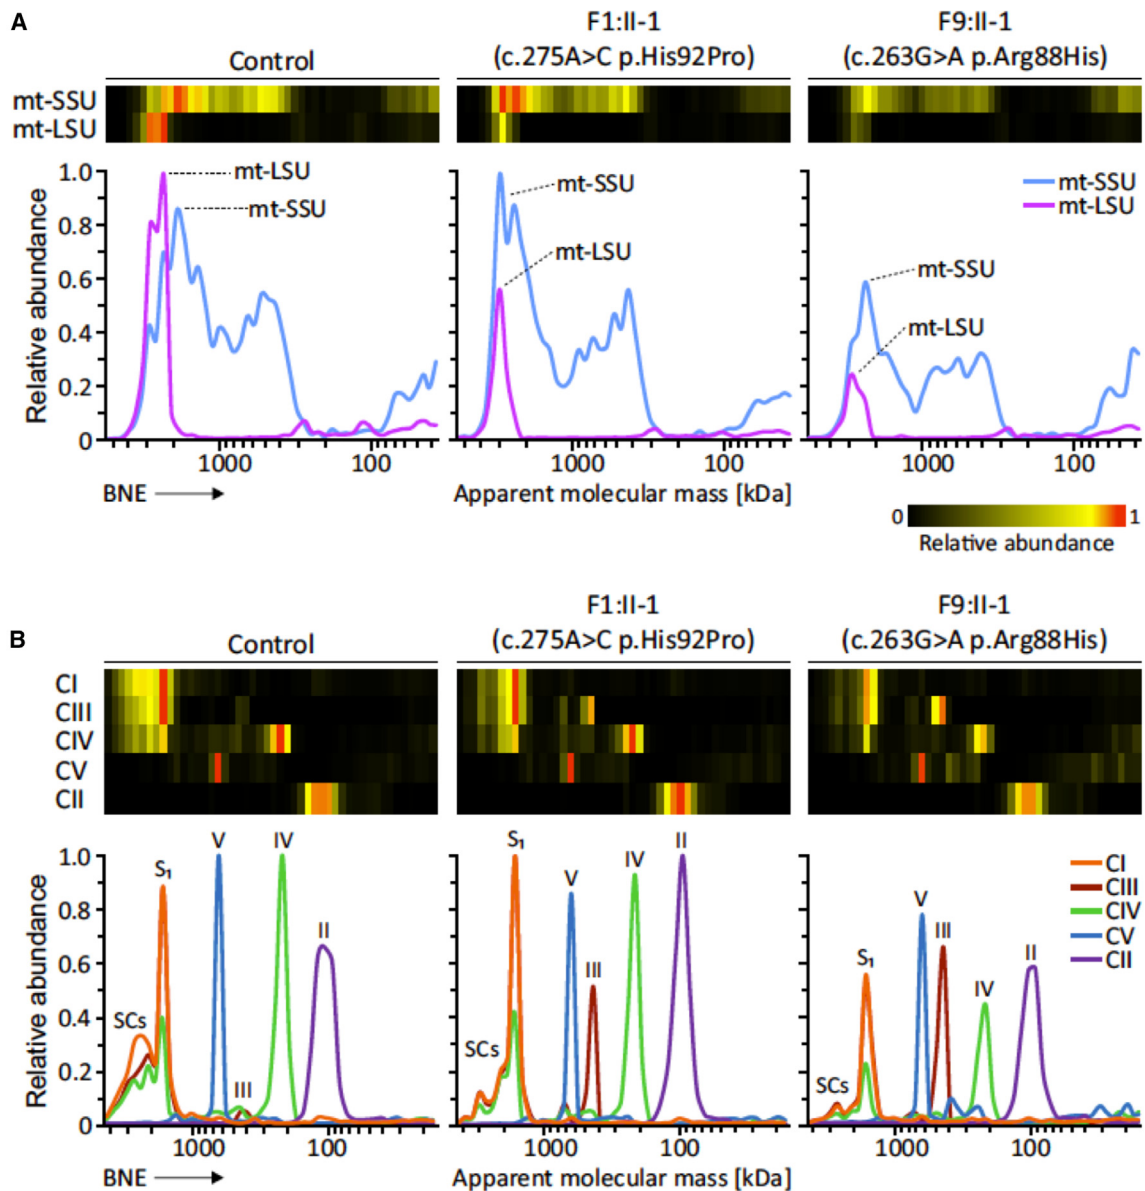 A
Control
F1:II-1
(c.275A>C p.His92Pro)
F9:II-1
(c.263G>A p.Arg88His)
mt-SSU
mt-LSU
Relative abundance
1.0
0.8
0.6
0.4
0.2
0
mt-LSU
mt-SSU
mt-SSU
mt-LSU
mt-SSU
mt-LSU
mt-SSU
mt-LSU
1000 100
1000 100
1000 100
BNE
Apparent molecular mass [kDa]
0 1
Relative abundance
B
Control
F1:II-1
(c.275A>C p.His92Pro)
F9:II-1
(c.263G>A p.Arg88His)
CI
CIII
CIV
CV
CII
Relative abundance
1.0
0.8
0.6
0.4
0.2
0
SCs
S1
V
III
IV
II
SCs
S1
V
III
IV
II
SCs
S1
V
III
IV
II
CI
CIII
CIV
CV
CII
1000 100
1000 100
1000 100
BNE
Apparent molecular mass [kDa]